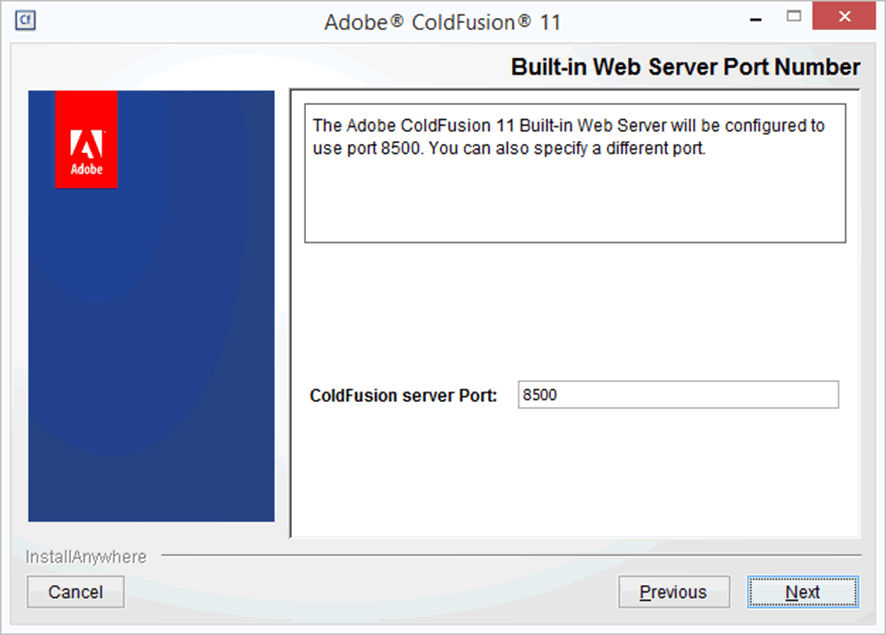 Cf
Adobe® ColdFusion® 11
Built-in Web Server Port Number
Adobe
The Adobe ColdFusion 11 Built-in Web Server will be configured to
use port 8500. You can also specify a different port.
ColdFusion server Port: 8500
InstallAnywhere
Cancel Previous Next